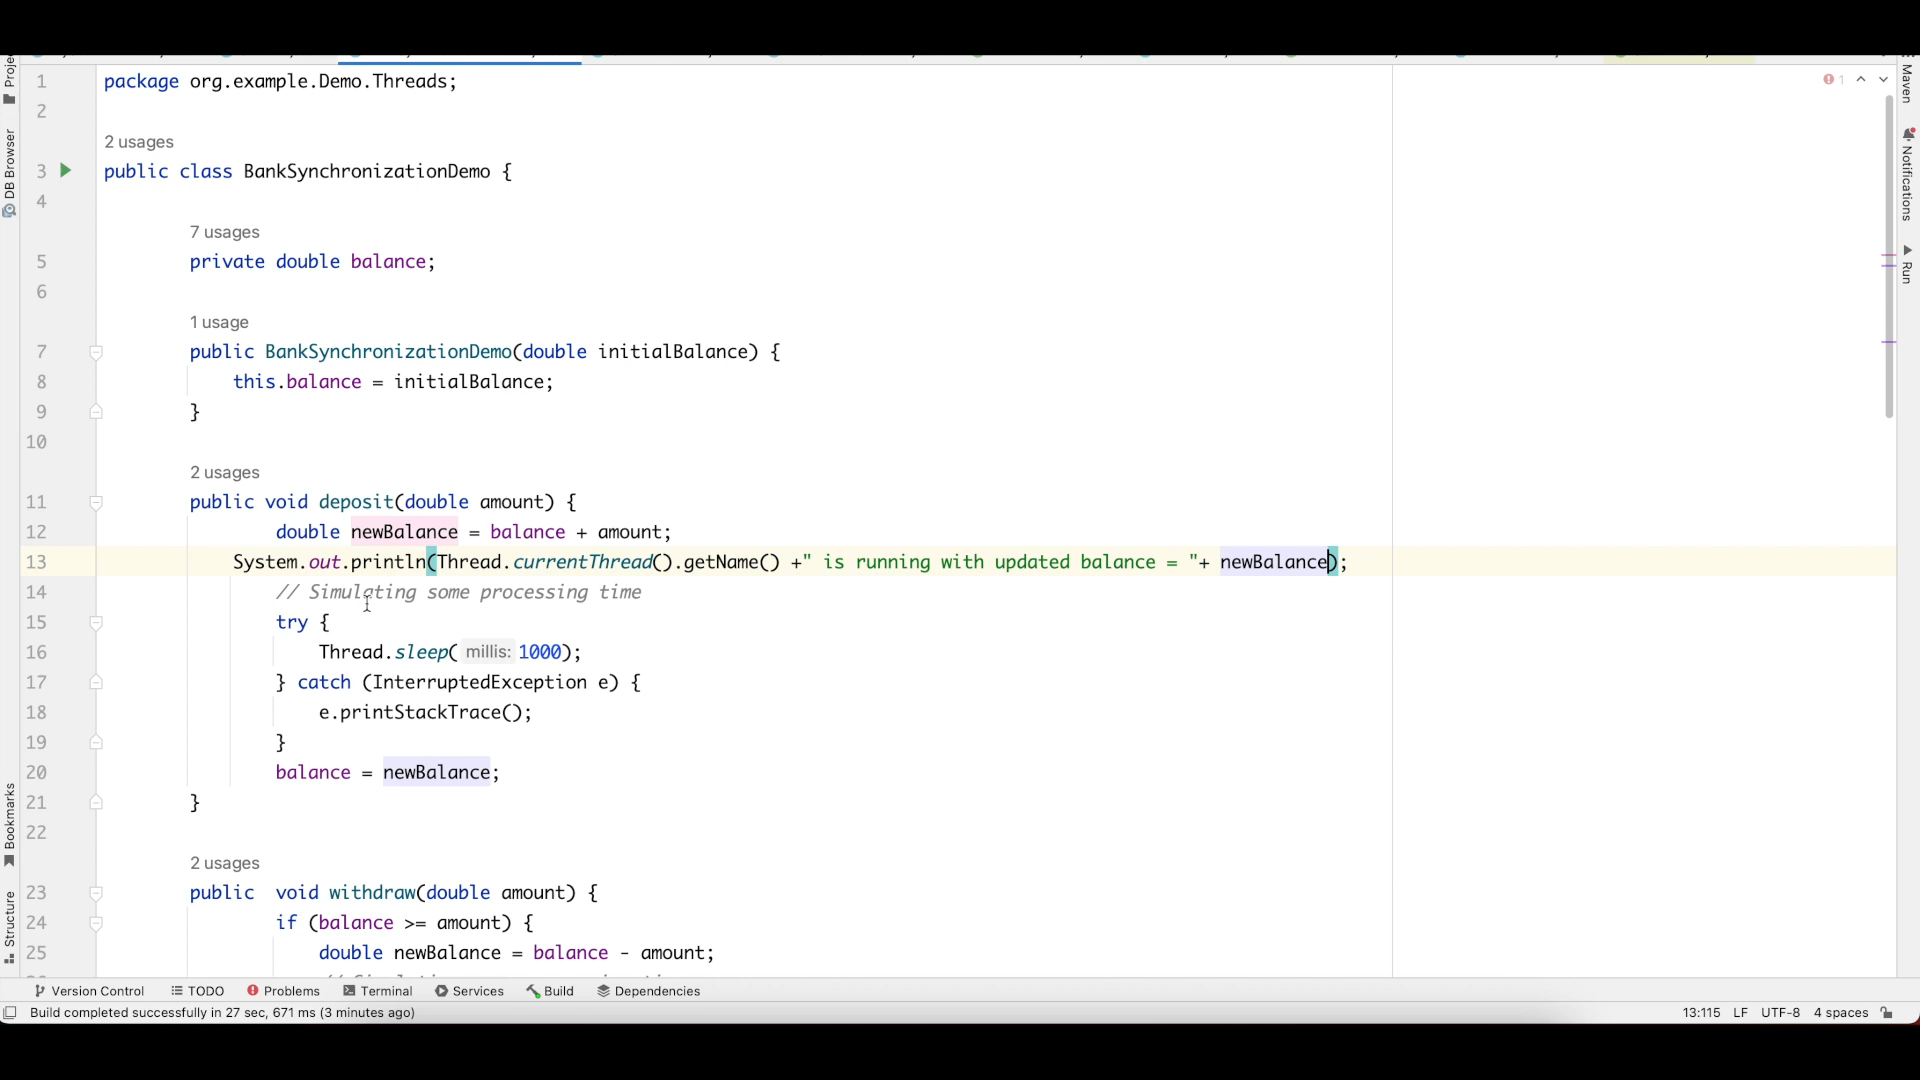 Proje
DB Browser
Bookmarks
Structure
1 package org.example.Demo.Threads;
2
2 usages
3 public class BankSynchronizationDemo {
4
7 usages
5 private double balance;
6
1 usage
7 public BankSynchronizationDemo(double initialBalance) {
8 this.balance = initialBalance;
9 }
10
2 usages
11 public void deposit(double amount) {
12 double newBalance = balance + amount;
13 System.out.println(Thread.currentThread().getName() +" is running with updated balance = "+ newBalance);
14 // Simulating some processing time
15 try {
16 Thread.sleep( millis: 1000);
17 } catch (InterruptedException e) {
18 e.printStackTrace();
19 }
20 balance = newBalance;
21 }
22
2 usages
23 public void withdraw(double amount) {
24 if (balance >= amount) {
25 double newBalance = balance - amount;
1
Maven
Notifications
Run
Version Control TODO Problems Terminal Services Build Dependencies
Build completed successfully in 27 sec, 671 ms (3 minutes ago) 13:115 LF UTF-8 4 spaces